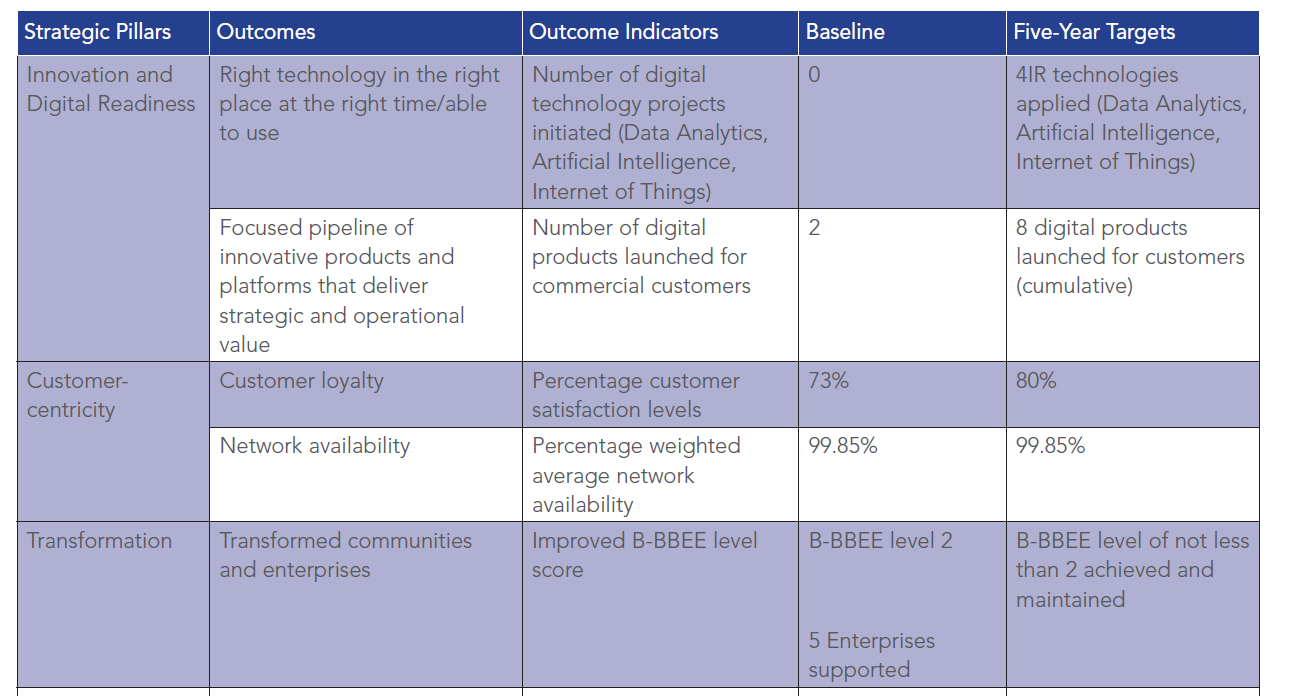 Strategic Pillars Outcomes Outcome Indicators Baseline Five-Year Targets
Innovation and
Digital Readiness
Right technology in the right
place at the right time/able
to use
Number of digital
technology projects
initiated (Data Analytics,
Artificial Intelligence,
Internet of Things)
0
4IR technologies
applied (Data Analytics,
Artificial Intelligence,
Internet of Things)
Focused pipeline of
innovative products and
platforms that deliver
strategic and operational
value
Number of digital
products launched for
commercial customers
2
8 digital products
launched for customers
(cumulative)
Customer-
centricity
Customer loyalty
Percentage customer
satisfaction levels
73%
80%
Network availability
Percentage weighted
average network
availability
99.85%
99.85%
Transformation
Transformed communities
and enterprises
Improved B-BBEE level
score
B-BBEE level 2
5 Enterprises
supported
B-BBEE level of not less
than 2 achieved and
maintained